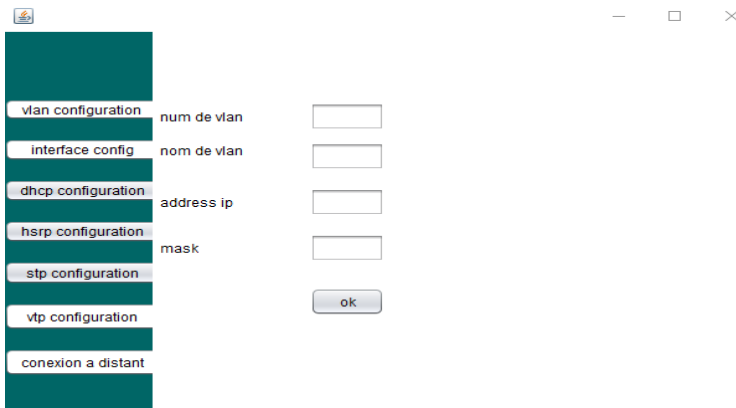 vlan configuration
interface config
dhcp configuration
hsrp configuration
stp configuration
vtp configuration
conexion a distant
num de vlan
nom de vlan
address ip
mask
ok